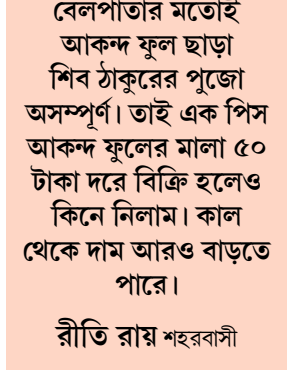 বেলপাতার মতোই
আকন্দ ফুল ছাড়া
শিব ঠাকুরের পুজো
অসম্পূর্ণ। তাই এক পিস
আকন্দ ফুলের মালা ৫০
টাকা দরে বিক্রি হলেও
কিনে নিলাম। কাল
থেকে দাম আরও বাড়তে
পারে।
রীতি রায় শহরবাসী